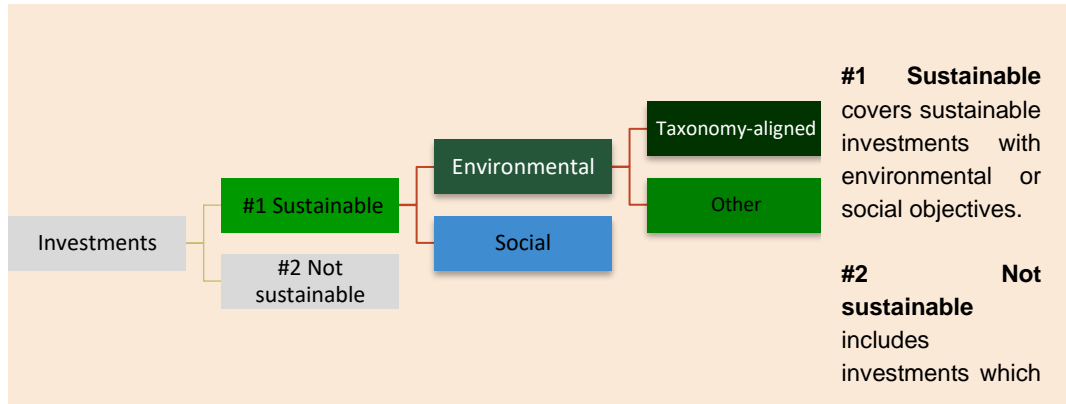 Investments
#1 Sustainable
#2 Not
sustainable
Environmental
Social
Taxonomy-aligned
Other
#1 Sustainable
covers sustainable
investments with
environmental or
social objectives.
#2 Not
sustainable
includes
investments which